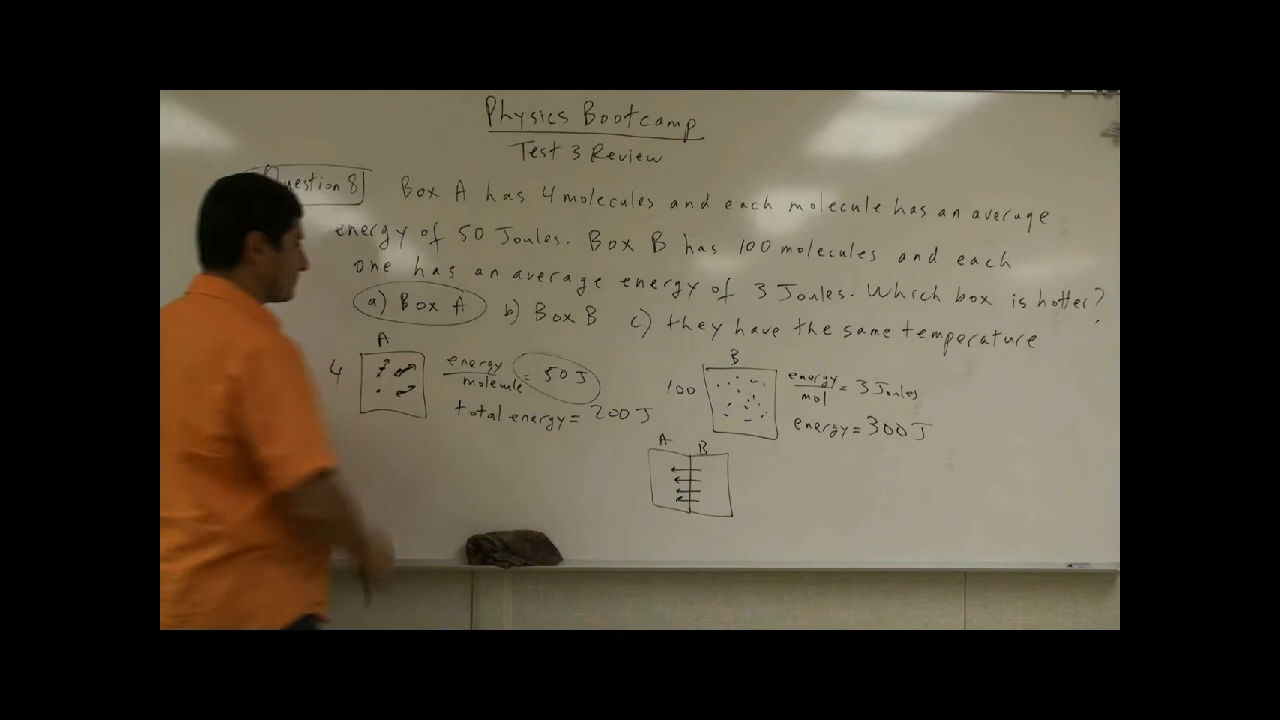 Physics Bootcamp
Test 3 Review
Question 8 Box A has 4 molecules and each molecule has an average
energy of 50 Joules. Box B has 100 molecules and each
one has an average energy of 3 Joules. Which box is hotter?
a) Box A b) Box B c) they have the same temperature
A
4
energy
molecule = 50 J
total energy = 200 J
B
100
energy
mol = 3 Joules
energy = 300 J
A B